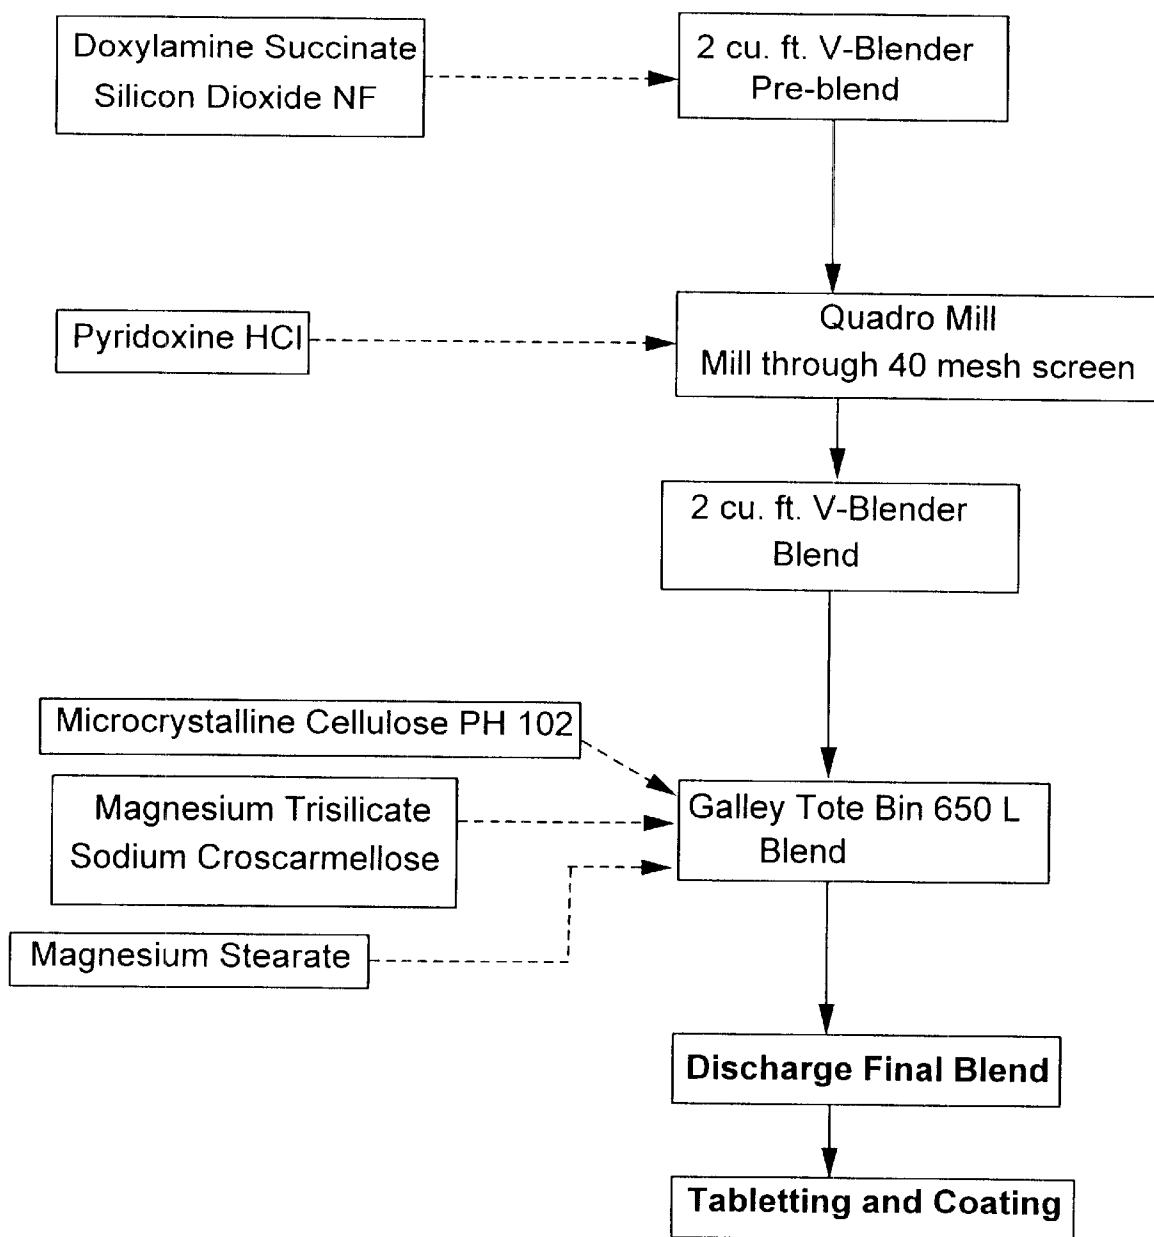 Doxylamine Succinate
Silicon Dioxide NF
2 cu. ft. V-Blender
Pre-blend
Pyridoxine HCl
Quadro Mill
Mill through 40 mesh screen
2 cu. ft. V-Blender
Blend
Microcrystalline Cellulose PH 102
Magnesium Trisilicate
Sodium Croscarmellose
Galley Tote Bin 650 L
Blend
Magnesium Stearate
Discharge Final Blend
Tabletting and Coating